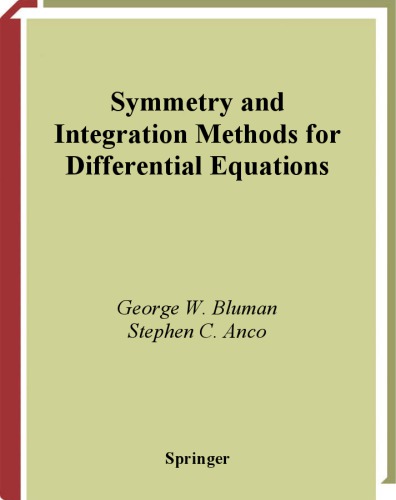 Symmetry and
Integration Methods for
Differential Equations
George W. Bluman
Stephen C. Anco
Springer